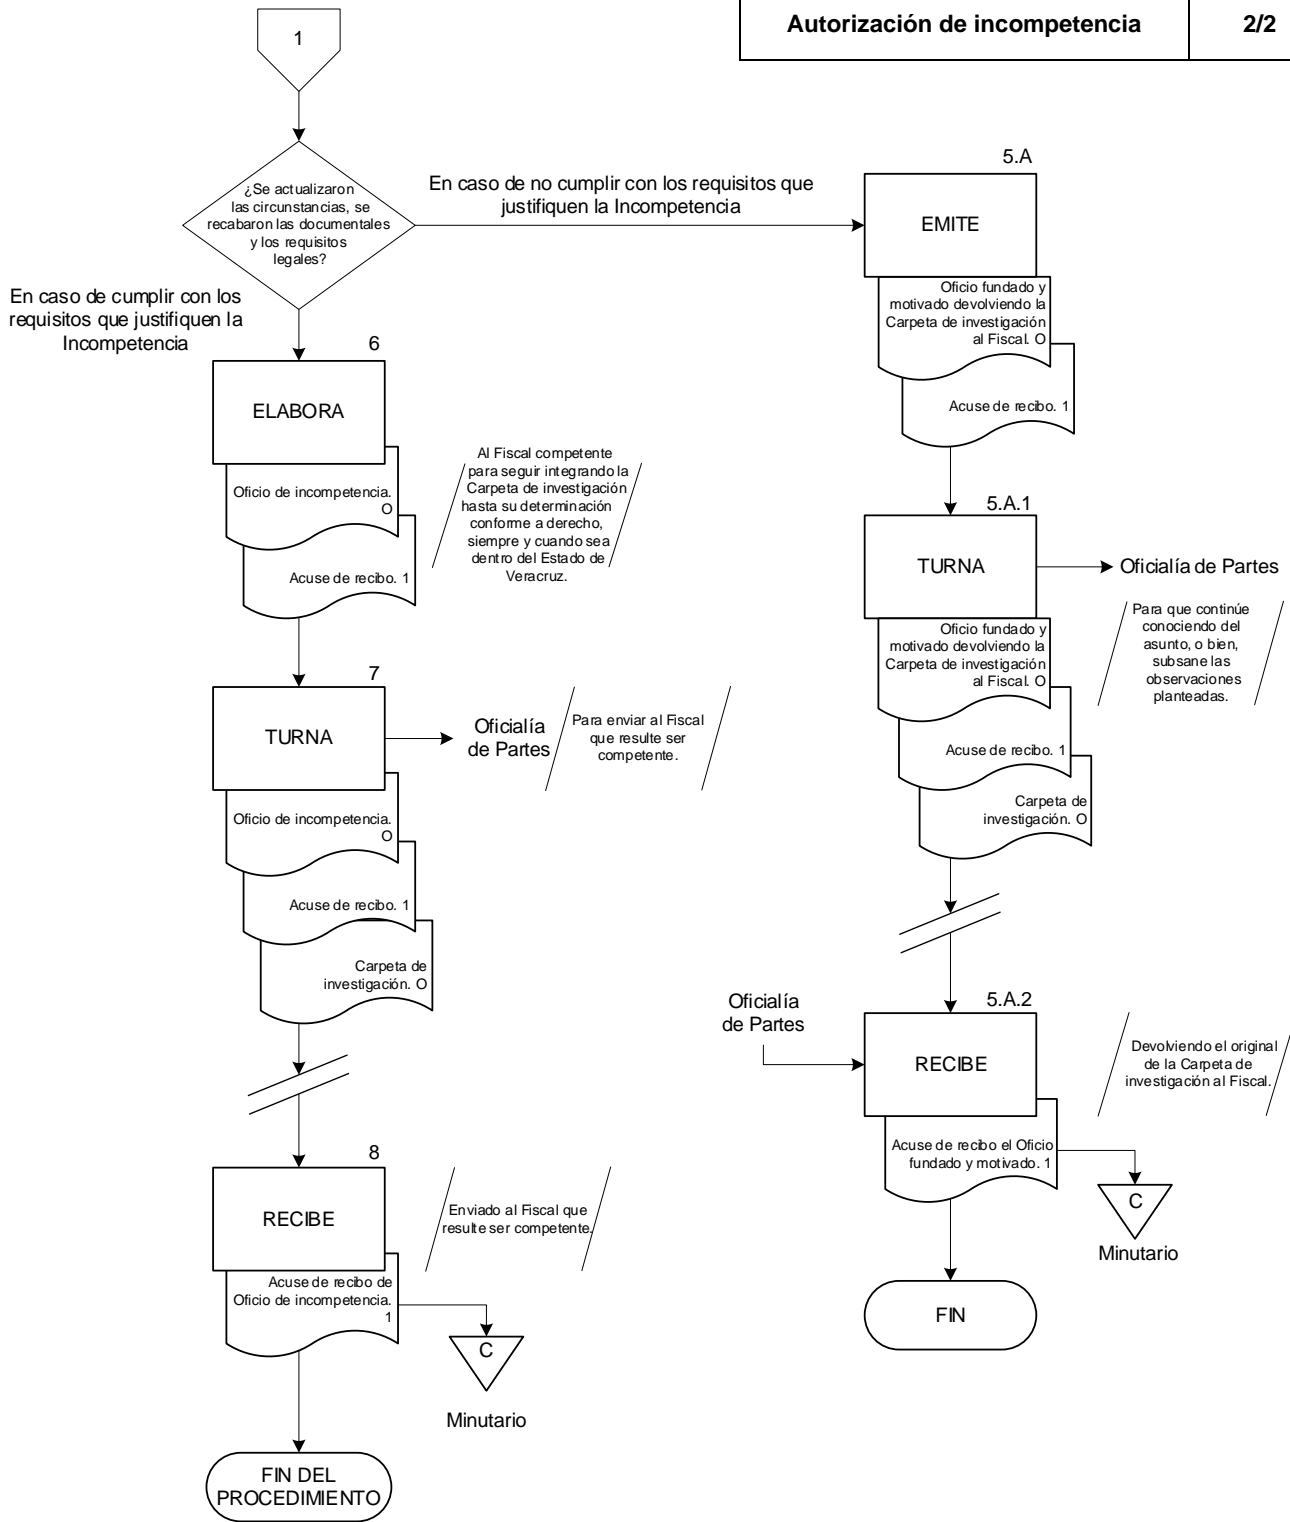 Autorización de incompetencia
2/2
1
¿Se actualizaron
las circunstancias, se
recabaron las documentales
y los requisitos
legales?
En caso de no cumplir con los requisitos que
justifiquen la Incompetencia
En caso de cumplir con los
requisitos que justifiquen la
Incompetencia
6
ELABORA
Oficio de incompetencia.
O
Acuse de recibo. 1
Al Fiscal competente
para seguir integrando la
Carpeta de investigación
hasta su determinación
conforme a derecho,
siempre y cuando sea
dentro del Estado de
Veracruz.
7
TURNA
Oficialía
de Partes
Para enviar al Fiscal
que resulte ser
competente.
Oficio de incompetencia.
O
Acuse de recibo. 1
Carpeta de
investigación. O
8
RECIBE
Enviado al Fiscal que
resulte ser competente.
Acuse de recibo de
Oficio de incompetencia.
1
C
Minutario
FIN DEL
PROCEDIMIENTO
5.A
EMITE
Oficio fundado y
motivado devolviendo la
Carpeta de investigación
al Fiscal. O
Acuse de recibo. 1
5.A.1
TURNA
Oficialía de Partes
Para que continúe
conociendo del
asunto, o bien,
subsane las
observaciones
planteadas.
Oficio fundado y
motivado devolviendo la
Carpeta de investigación
al Fiscal. O
Acuse de recibo. 1
Carpeta de
investigación. O
Oficialía
de Partes
5.A.2
RECIBE
Devolviendo el original
de la Carpeta de
investigación al Fiscal.
Acuse de recibo el Oficio
fundado y motivado. 1
C
Minutario
FIN